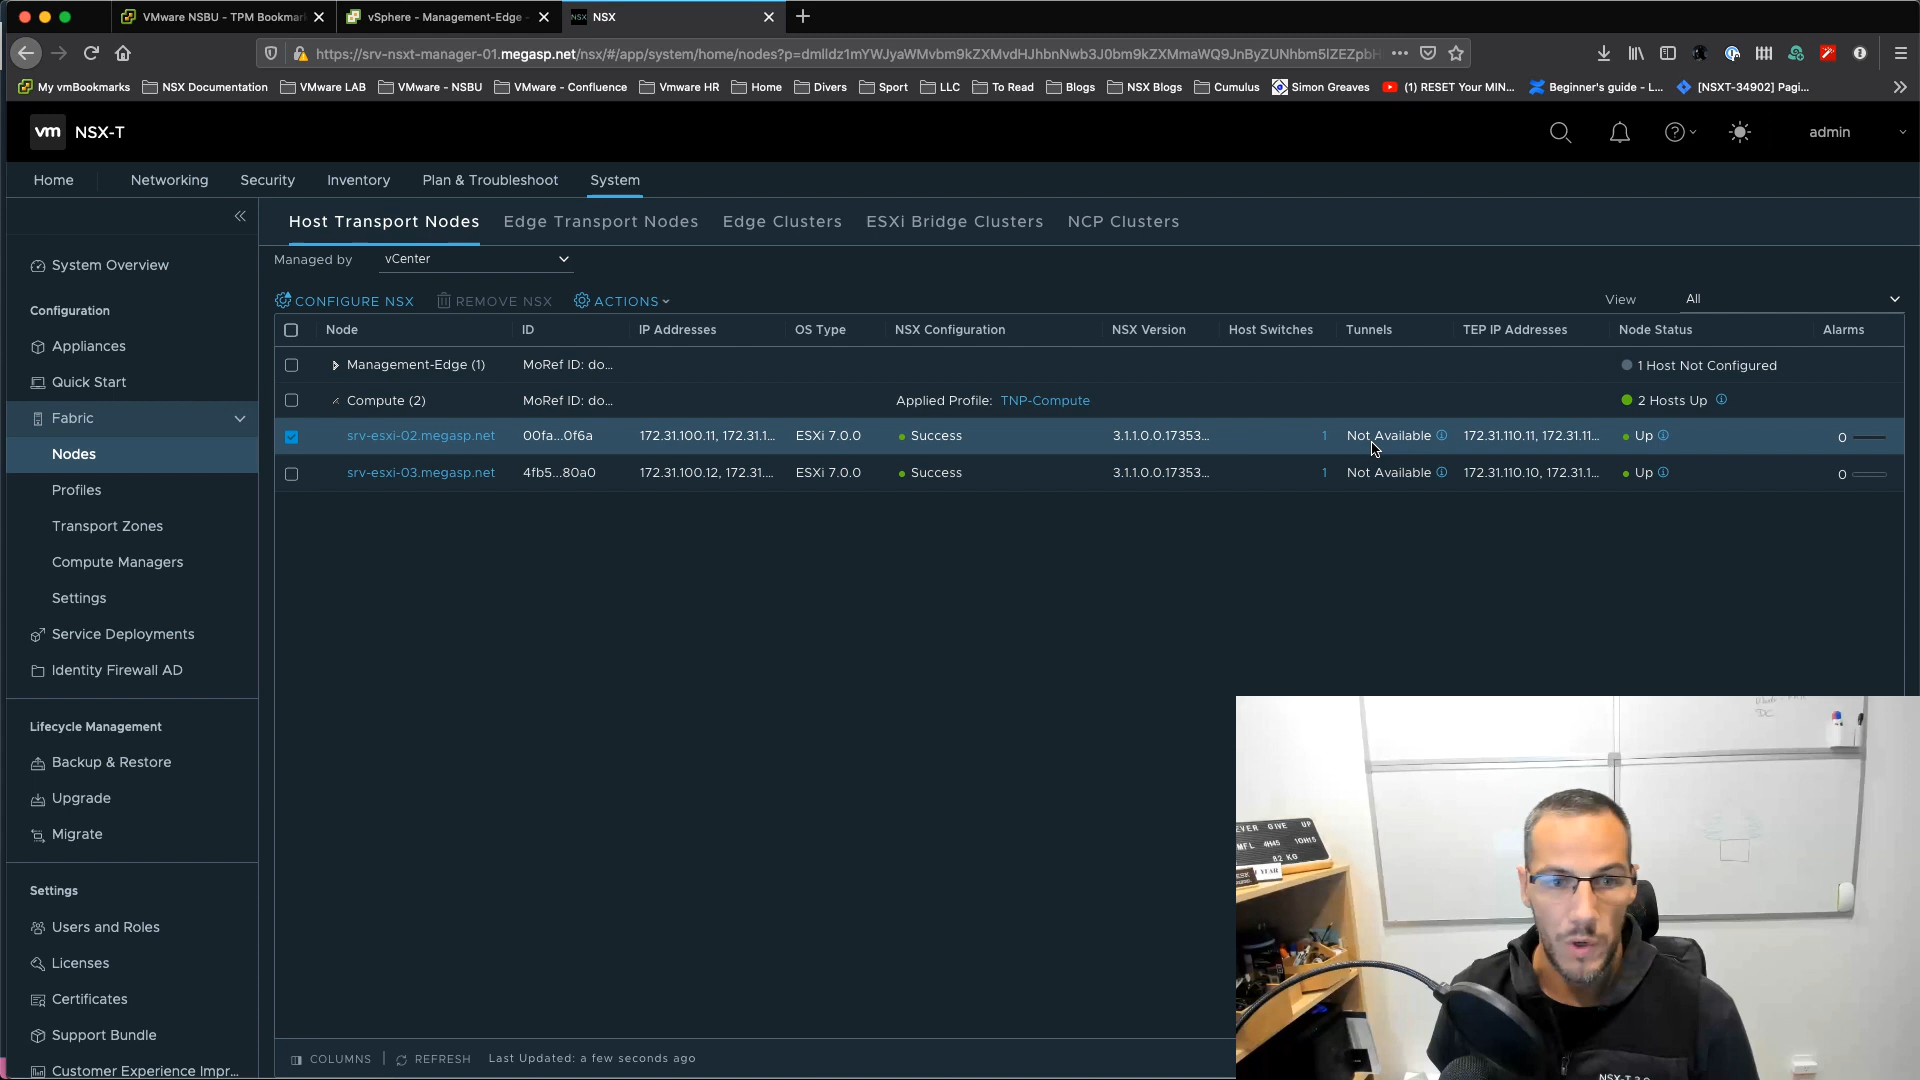 VMware NSBU - TPM Bookmar
vSphere - Management-Edge -
NSX NSX
https://srv-nsxt-manager-01.megasp.net/nsx/#/app/system/home/nodes?p=
My vmBookmarks NSX Documentation VMware LAB VMware - NSBU VMware - Confluence Vmware HR Home Divers Sport LLC To Read Blogs NSX Blogs Cumulus Simon Greaves (1) RESET Your MIN... Beginner's guide - L... [NSXT-34902] Pagi...
vm NSX-T
admin
Home Networking Security Inventory Plan & Troubleshoot System
Host Transport Nodes Edge Transport Nodes Edge Clusters ESXi Bridge Clusters NCP Clusters
Managed by vCenter
CONFIGURE NSX REMOVE NSX ACTIONS View All
Node ID IP Addresses OS Type NSX Configuration NSX Version Host Switches Tunnels TEP IP Addresses Node Status Alarms
Management-Edge (1) MoRef ID: do... 1 Host Not Configured
Compute (2) MoRef ID: do... Applied Profile: TNP-Compute 2 Hosts Up
srv-esxi-02.megasp.net 00fa...0f6a 172.31.100.11, 172.31.1... ESXi 7.0.0 Success 3.1.1.0.0.17353... 1 Not Available 172.31.110.11, 172.31.11... Up 0
srv-esxi-03.megasp.net 4fb5...80a0 172.31.100.12, 172.31.... ESXi 7.0.0 Success 3.1.1.0.0.17353... 1 Not Available 172.31.110.10, 172.31.1... Up 0
System Overview
Configuration
Appliances
Quick Start
Fabric
Nodes
Profiles
Transport Zones
Compute Managers
Settings
Service Deployments
Identity Firewall AD
Lifecycle Management
Backup & Restore
Upgrade
Migrate
Settings
Users and Roles
Licenses
Certificates
Support Bundle
Customer Experience Impr...
COLUMNS REFRESH Last Updated: a few seconds ago
EVER GIVE UP
MFL 4H45 10H15
82 KG
DC